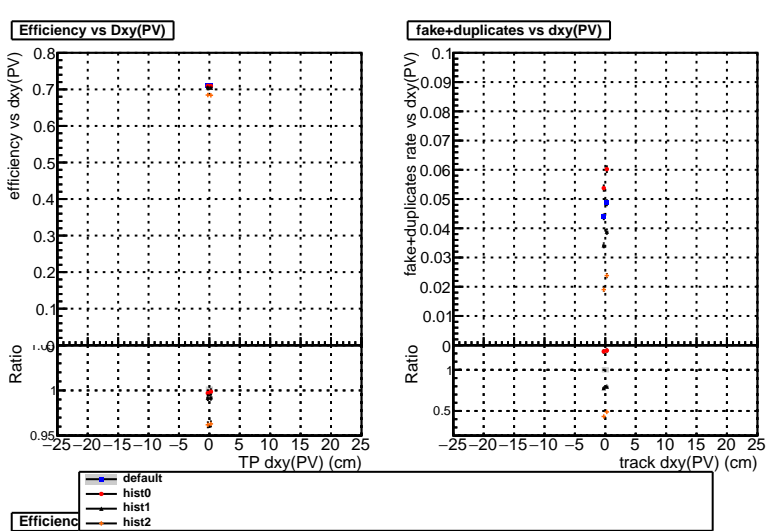 Efficiency vs Dxy(PV)
fake+duplicates vs dxy(PV)
efficiency vs dxy(PV)
0.8
0.7
0.6
0.5
0.4
0.3
0.2
0.1
0
Ratio
1
0.95
−25 −20 −15 −10 −5 0 5 10 15 20 25
TP dxy(PV) (cm)
fake+duplicates rate vs dxy(PV)
0.1
0.09
0.08
0.07
0.06
0.05
0.04
0.03
0.02
0.01
0
Ratio
1
0.5
−25 −20 −15 −10 −5 0 5 10 15 20 25
track dxy(PV) (cm)
default
hist0
hist1
hist2